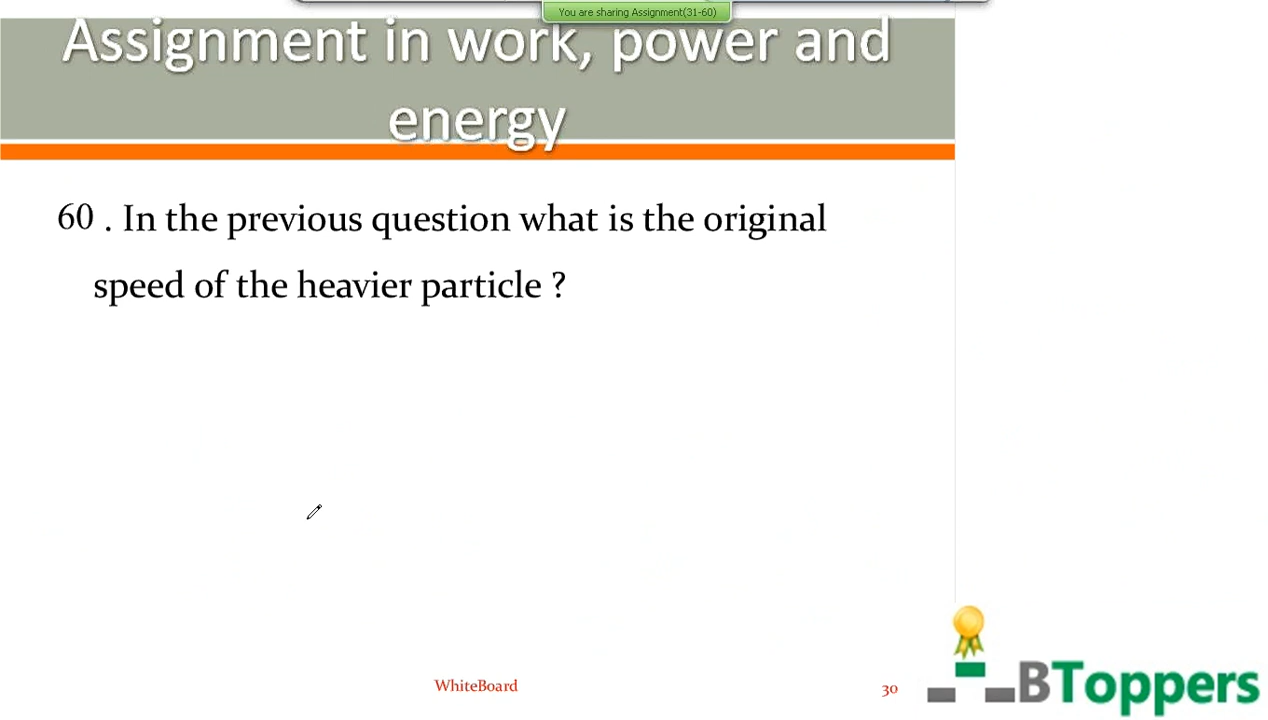 You are sharing Assignment(31-60)
Assignment in work, power and
energy
60 . In the previous question what is the original
speed of the heavier particle ?
WhiteBoard
30
BToppers